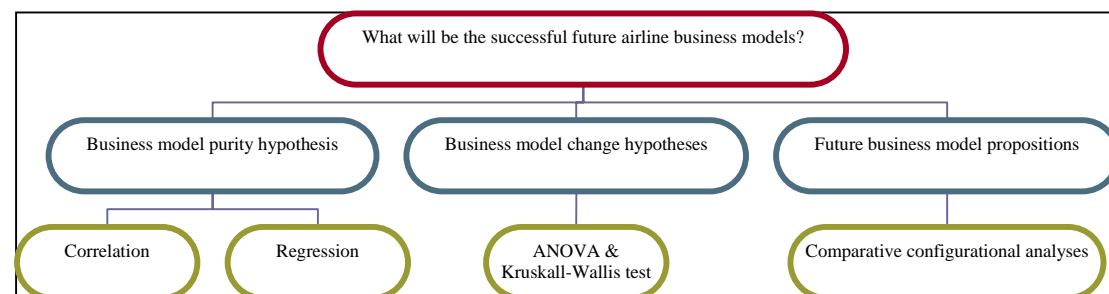 What will be the successful future airline business models?
Business model purity hypothesis
Business model change hypotheses
Future business model propositions
Correlation
Regression
ANOVA &
Kruskall-Wallis test
Comparative configurational analyses